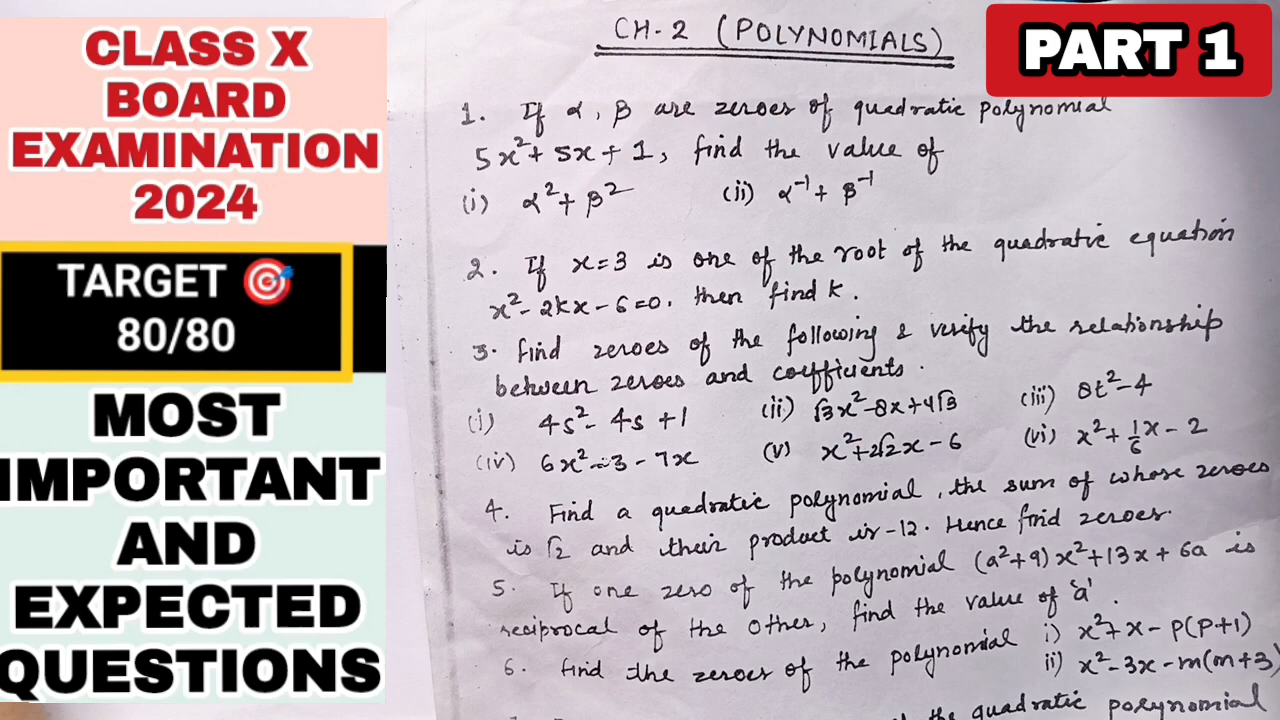 CLASS X
BOARD
EXAMINATION
2024
TARGET 🎯
80/80
MOST
IMPORTANT
AND
EXPECTED
QUESTIONS
PART 1
CH.2 (POLYNOMIALS)
1. If α, β are zeroes of quadratic polynomial
5x²+ 5x + 1, find the value of
(i) α²+ β² (ii) α⁻¹+ β⁻¹
2. If x=3 is one of the root of the quadratic equation
x²- 2kx - 6=0. then find k.
3. find zeroes of the following & verify the relationship
between zeroes and coefficients.
(i) 4s²- 4s +1 (ii) √3x²-8x+4√3 (iii) 8t²-4
(iv) 6x²-3-7x (v) x²+2√2x-6 (vi) x²+ 1/6x - 2
4. Find a quadratic polynomial, the sum of whose zeroes
is √2 and their product is -12. Hence find zeroes.
5. If one zero of the polynomial (a²+9)x²+13x+6a is
reciprocal of the other, find the value of 'a'.
6. find the zeroes of the polynomial i) x²+x-p(p+1)
ii) x²-3x-m(m+3)
the quadratic polynomial